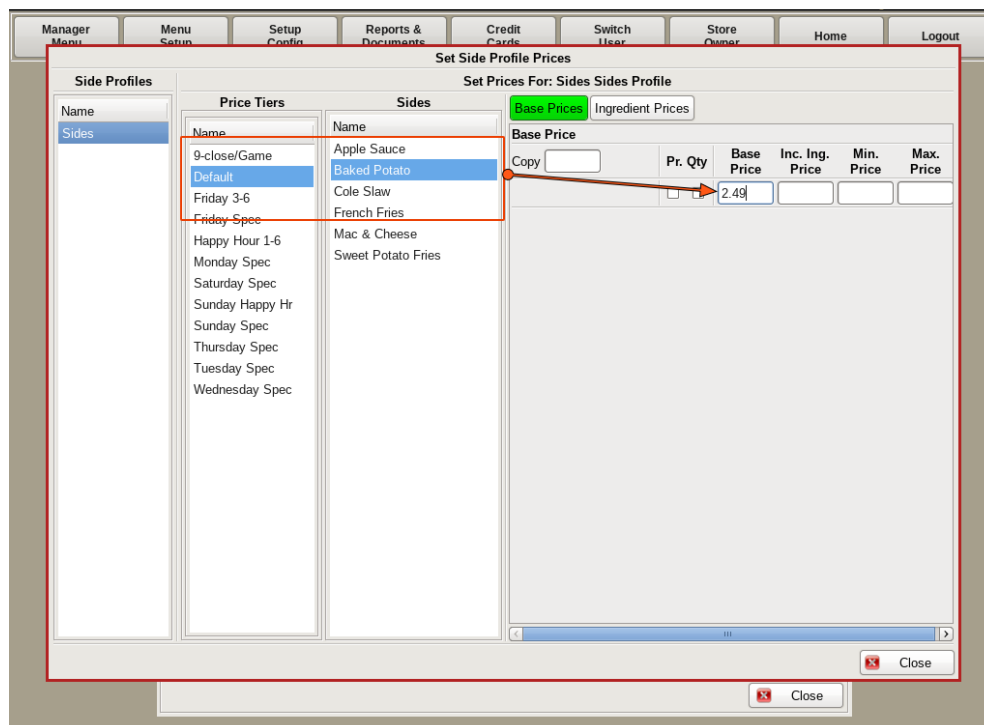 Manager Menu
Menu Setup
Setup Config
Reports & Documents
Credit Cards
Switch User
Store Owner
Home
Logout
Set Side Profile Prices
Side Profiles
Set Prices For: Sides Sides Profile
Name
Sides
Price Tiers
Name
9-close/Game
Default
Friday 3-6
Friday Spec
Happy Hour 1-6
Monday Spec
Saturday Spec
Sunday Happy Hr
Sunday Spec
Thursday Spec
Tuesday Spec
Wednesday Spec
Sides
Name
Apple Sauce
Baked Potato
Cole Slaw
French Fries
Mac & Cheese
Sweet Potato Fries
Base Prices
Ingredient Prices
Base Price
Copy
Pr. Qty
Base Price
Inc. Ing. Price
Min. Price
Max. Price
2.49
Close
Close